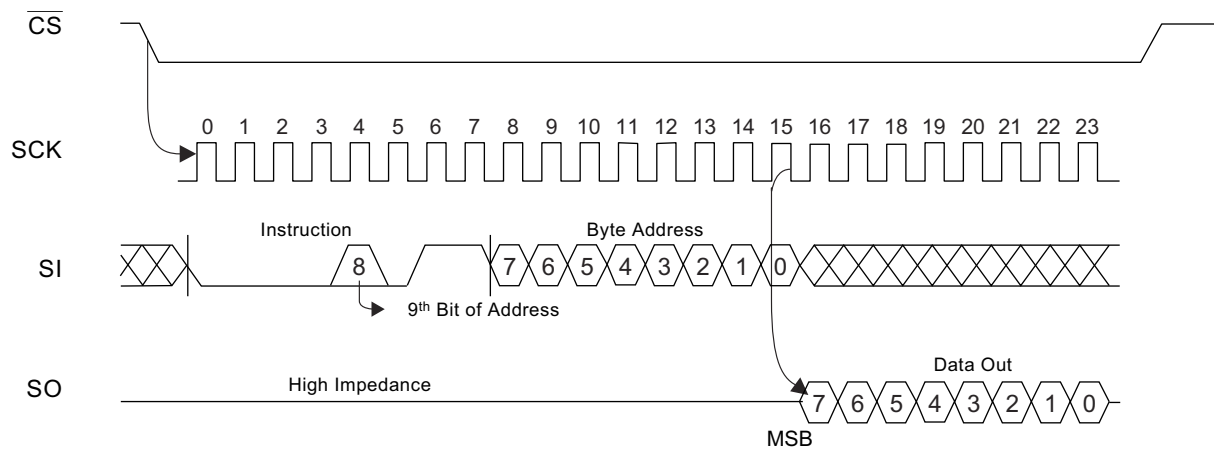 CS
0 1 2 3 4 5 6 7 8 9 10 11 12 13 14 15 16 17 18 19 20 21 22 23
SCK
Instruction Byte Address
SI 8 7 6 5 4 3 2 1 0
9th Bit of Address
Data Out
High Impedance
SO 7 6 5 4 3 2 1 0
MSB